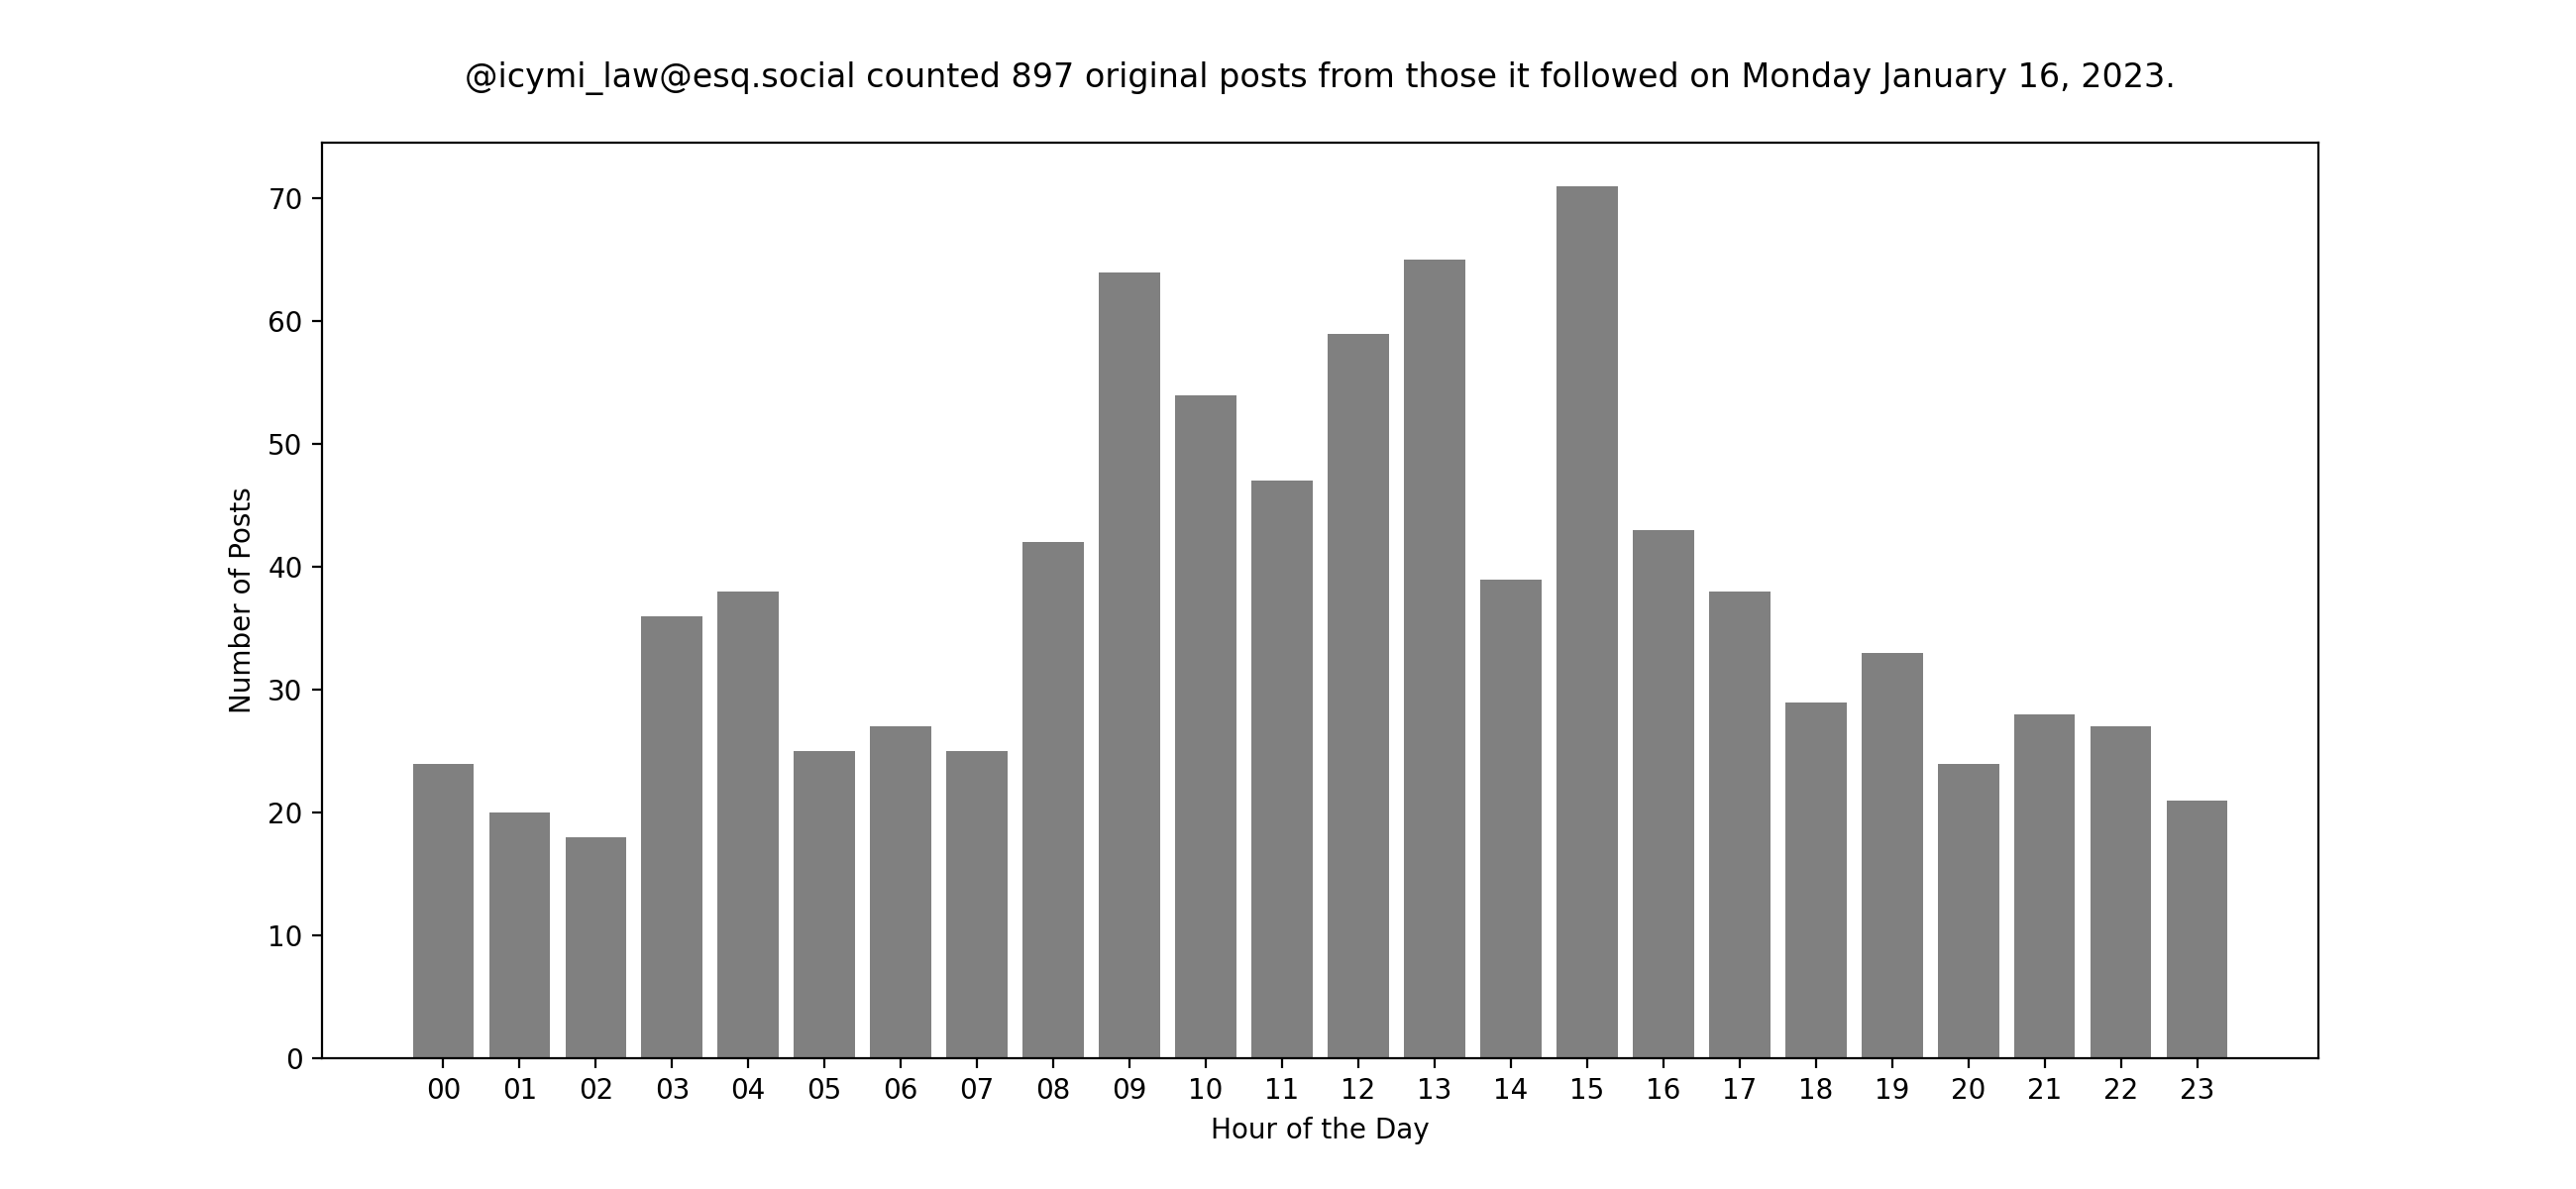 @icymi_law@esq.social counted 897 original posts from those it followed on Monday January 16, 2023.
70
60
50
40
30
20
10
0
Number of Posts
00 01 02 03 04 05 06 07 08 09 10 11 12 13 14 15 16 17 18 19 20 21 22 23
Hour of the Day